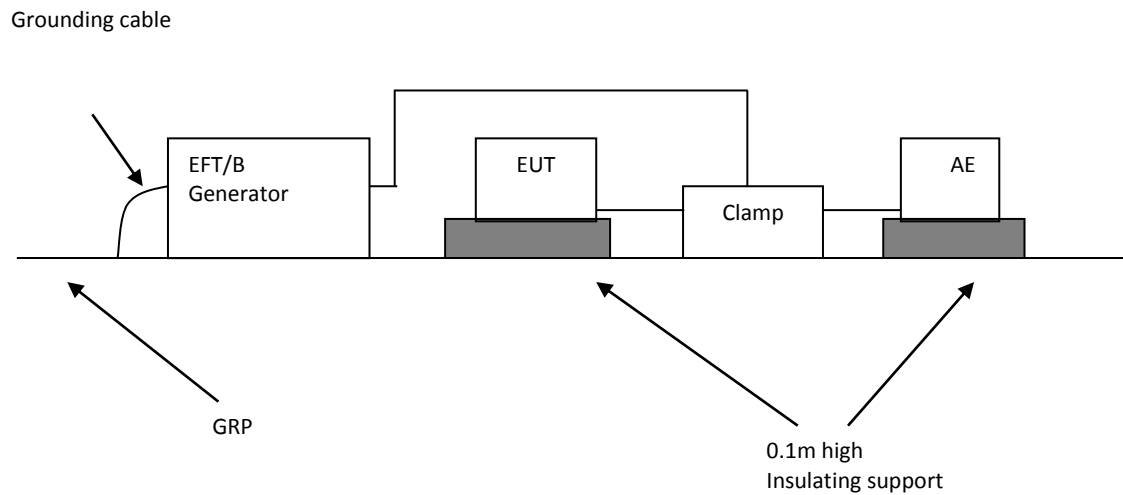 Grounding cable
EFT/B
Generator
EUT
Clamp
AE
GRP
0.1m high
Insulating support